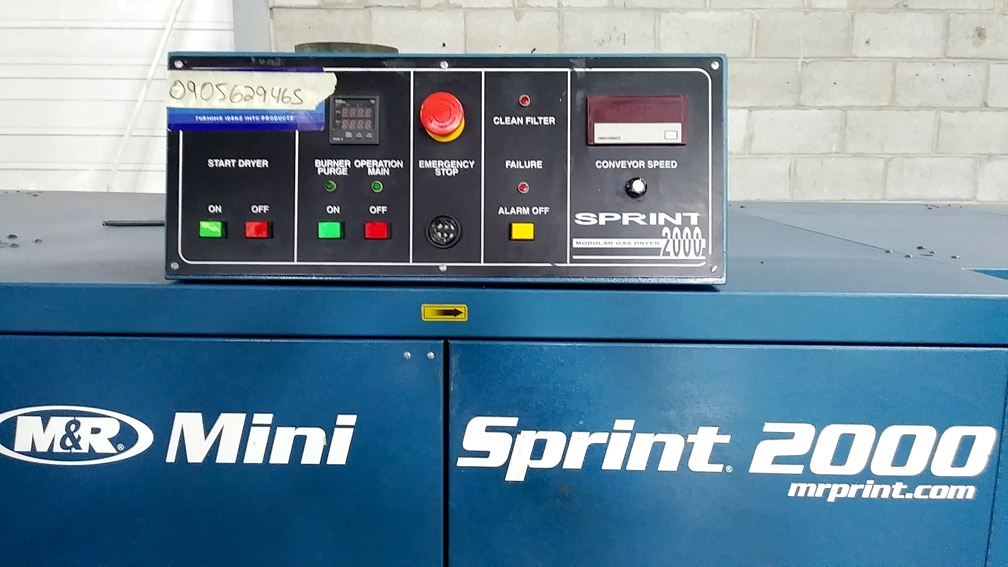 0905629465
TURNING IDEAS INTO PRODUCTS
START DRYER
ON
OFF
BURNER PURGE
OPERATION MAIN
ON
OFF
EMERGENCY STOP
CLEAN FILTER
FAILURE
ALARM OFF
CONVEYOR SPEED
SPRINT
MODULAR GAS DRYER 2000
M&R® Mini
Sprint® 2000
mrprint.com